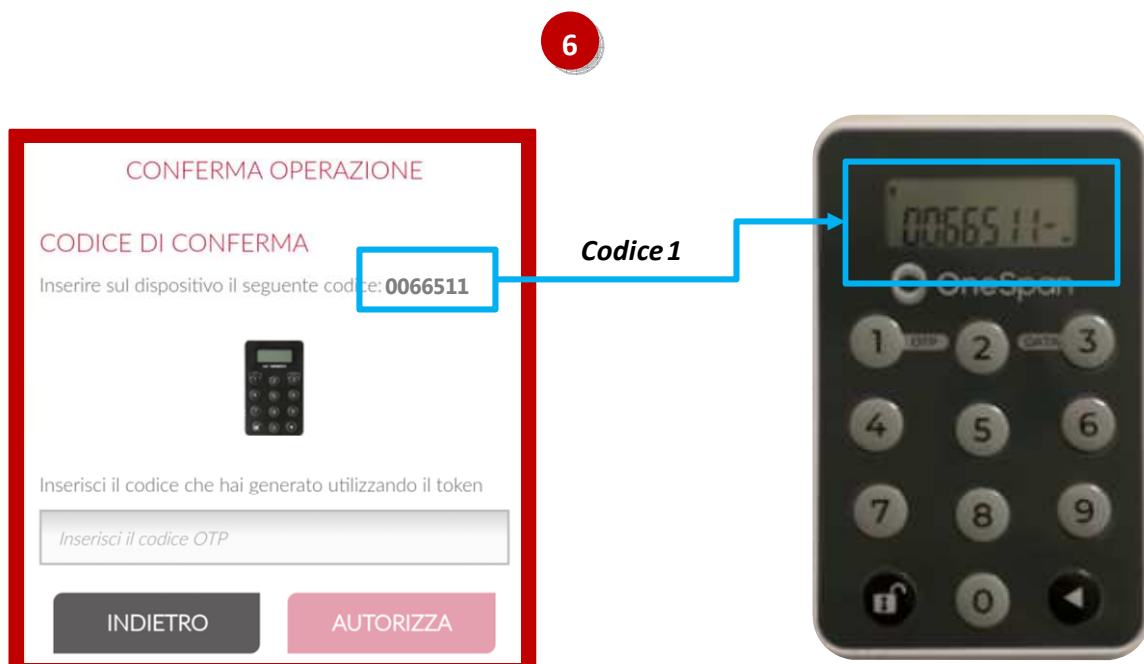 6
CONFERMA OPERAZIONE
CODICE DI CONFERMA
Inserire sul dispositivo il seguente codice: 0066511
Inserisci il codice che hai generato utilizzando il token
Inserisci il codice OTP
INDIETRO
AUTORIZZA
Codice 1
0066511-
OneSpan
1 OTP 2 DATA 3
4 5 6
7 8 9
0